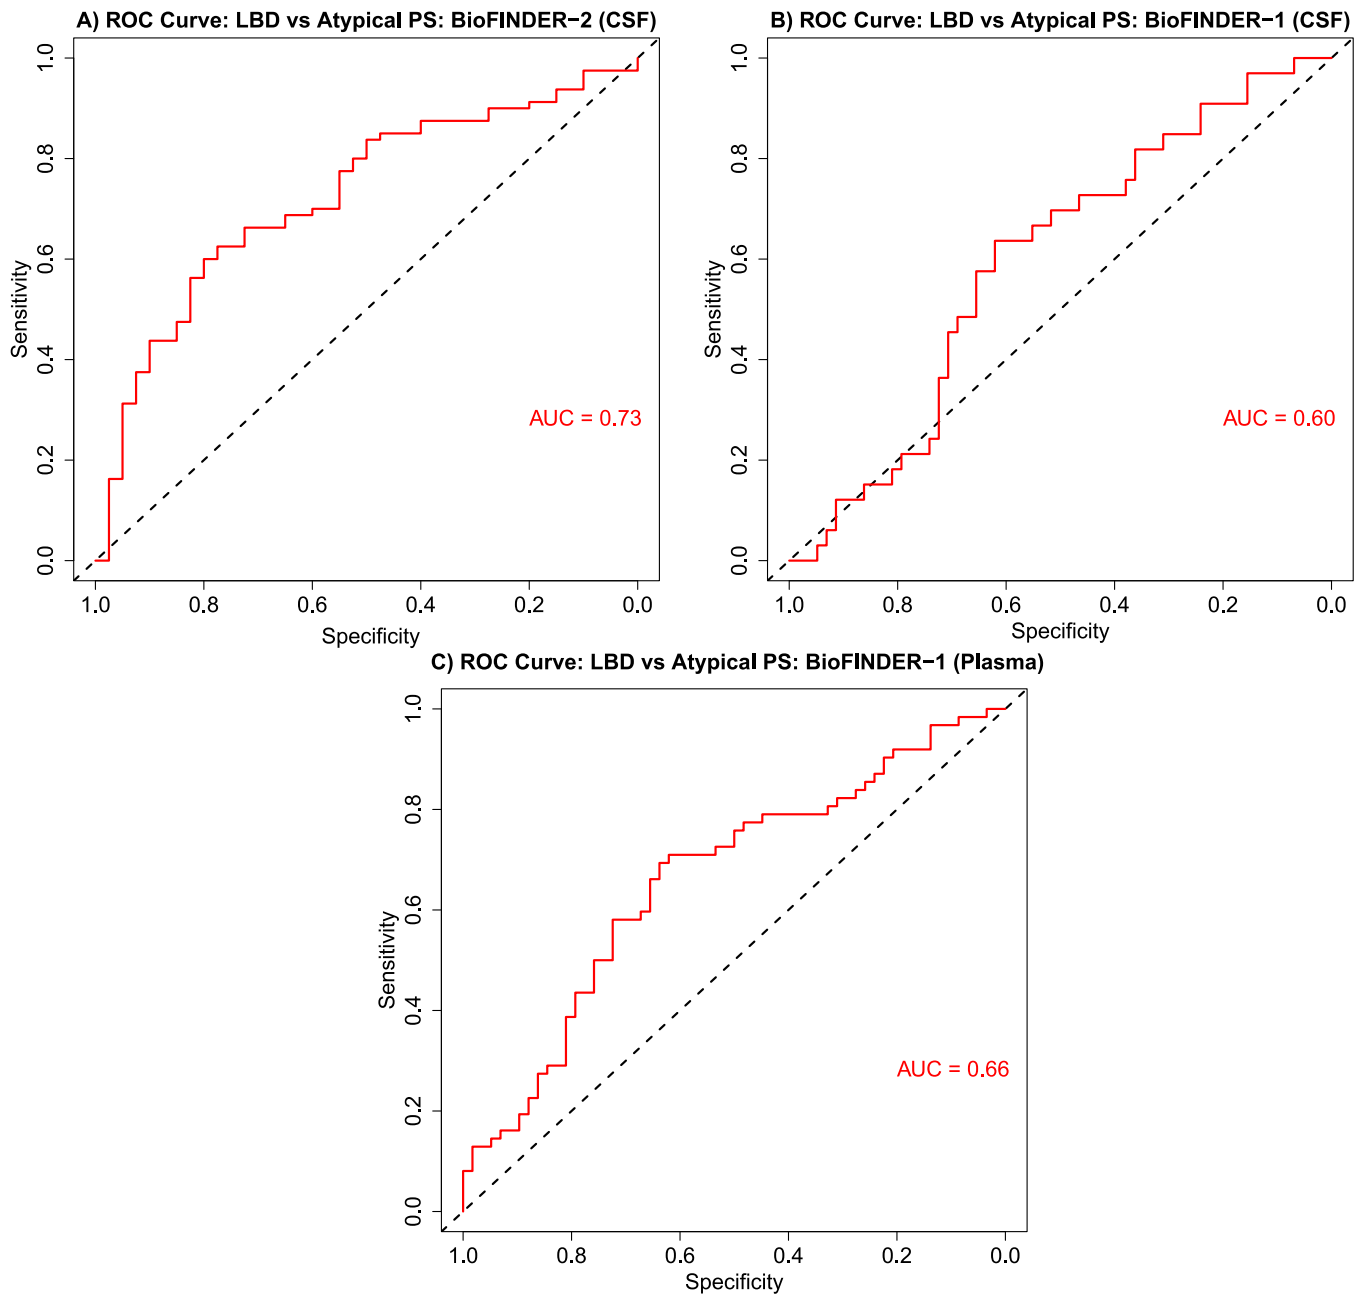 A) ROC Curve: LBD vs Atypical PS: BioFINDER−2 (CSF)
Sensitivity
1.0
0.8
0.6
0.4
0.2
0.0
AUC = 0.73
1.0 0.8 0.6 0.4 0.2 0.0
Specificity
B) ROC Curve: LBD vs Atypical PS: BioFINDER−1 (CSF)
Sensitivity
1.0
0.8
0.6
0.4
0.2
0.0
AUC = 0.60
1.0 0.8 0.6 0.4 0.2 0.0
Specificity
C) ROC Curve: LBD vs Atypical PS: BioFINDER−1 (Plasma)
Sensitivity
1.0
0.8
0.6
0.4
0.2
0.0
AUC = 0.66
1.0 0.8 0.6 0.4 0.2 0.0
Specificity